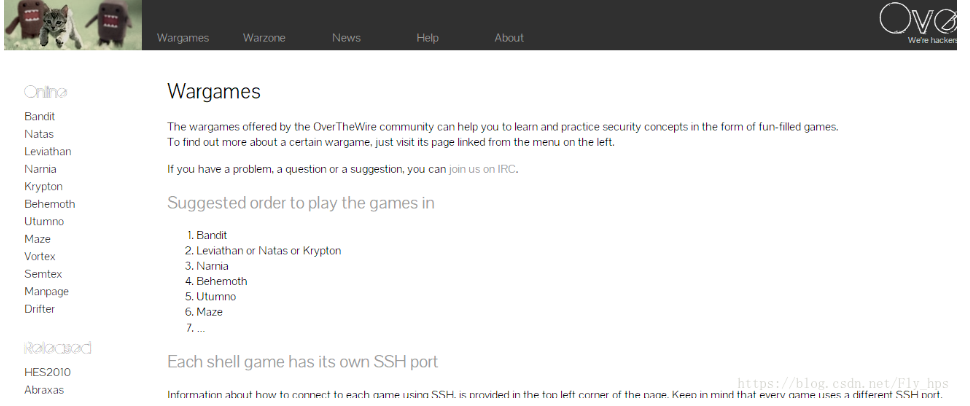 Wargames Warzone News Help About
Ove
We're hackers
Online
Bandit
Natas
Leviathan
Narnia
Krypton
Behemoth
Utumno
Maze
Vortex
Semtex
Manpage
Drifter
Released
HES2010
Abraxas
Wargames
The wargames offered by the OverTheWire community can help you to learn and practice security concepts in the form of fun-filled games.
To find out more about a certain wargame, just visit its page linked from the menu on the left.
If you have a problem, a question or a suggestion, you can join us on IRC.
Suggested order to play the games in
1. Bandit
2. Leviathan or Natas or Krypton
3. Narnia
4. Behemoth
5. Utumno
6. Maze
7. ...
Each shell game has its own SSH port
Information about how to connect to each game using SSH, is provided in the top left corner of the page. Keep in mind that every game uses a different SSH port.
https://blog.csdn.net/Fly_hps